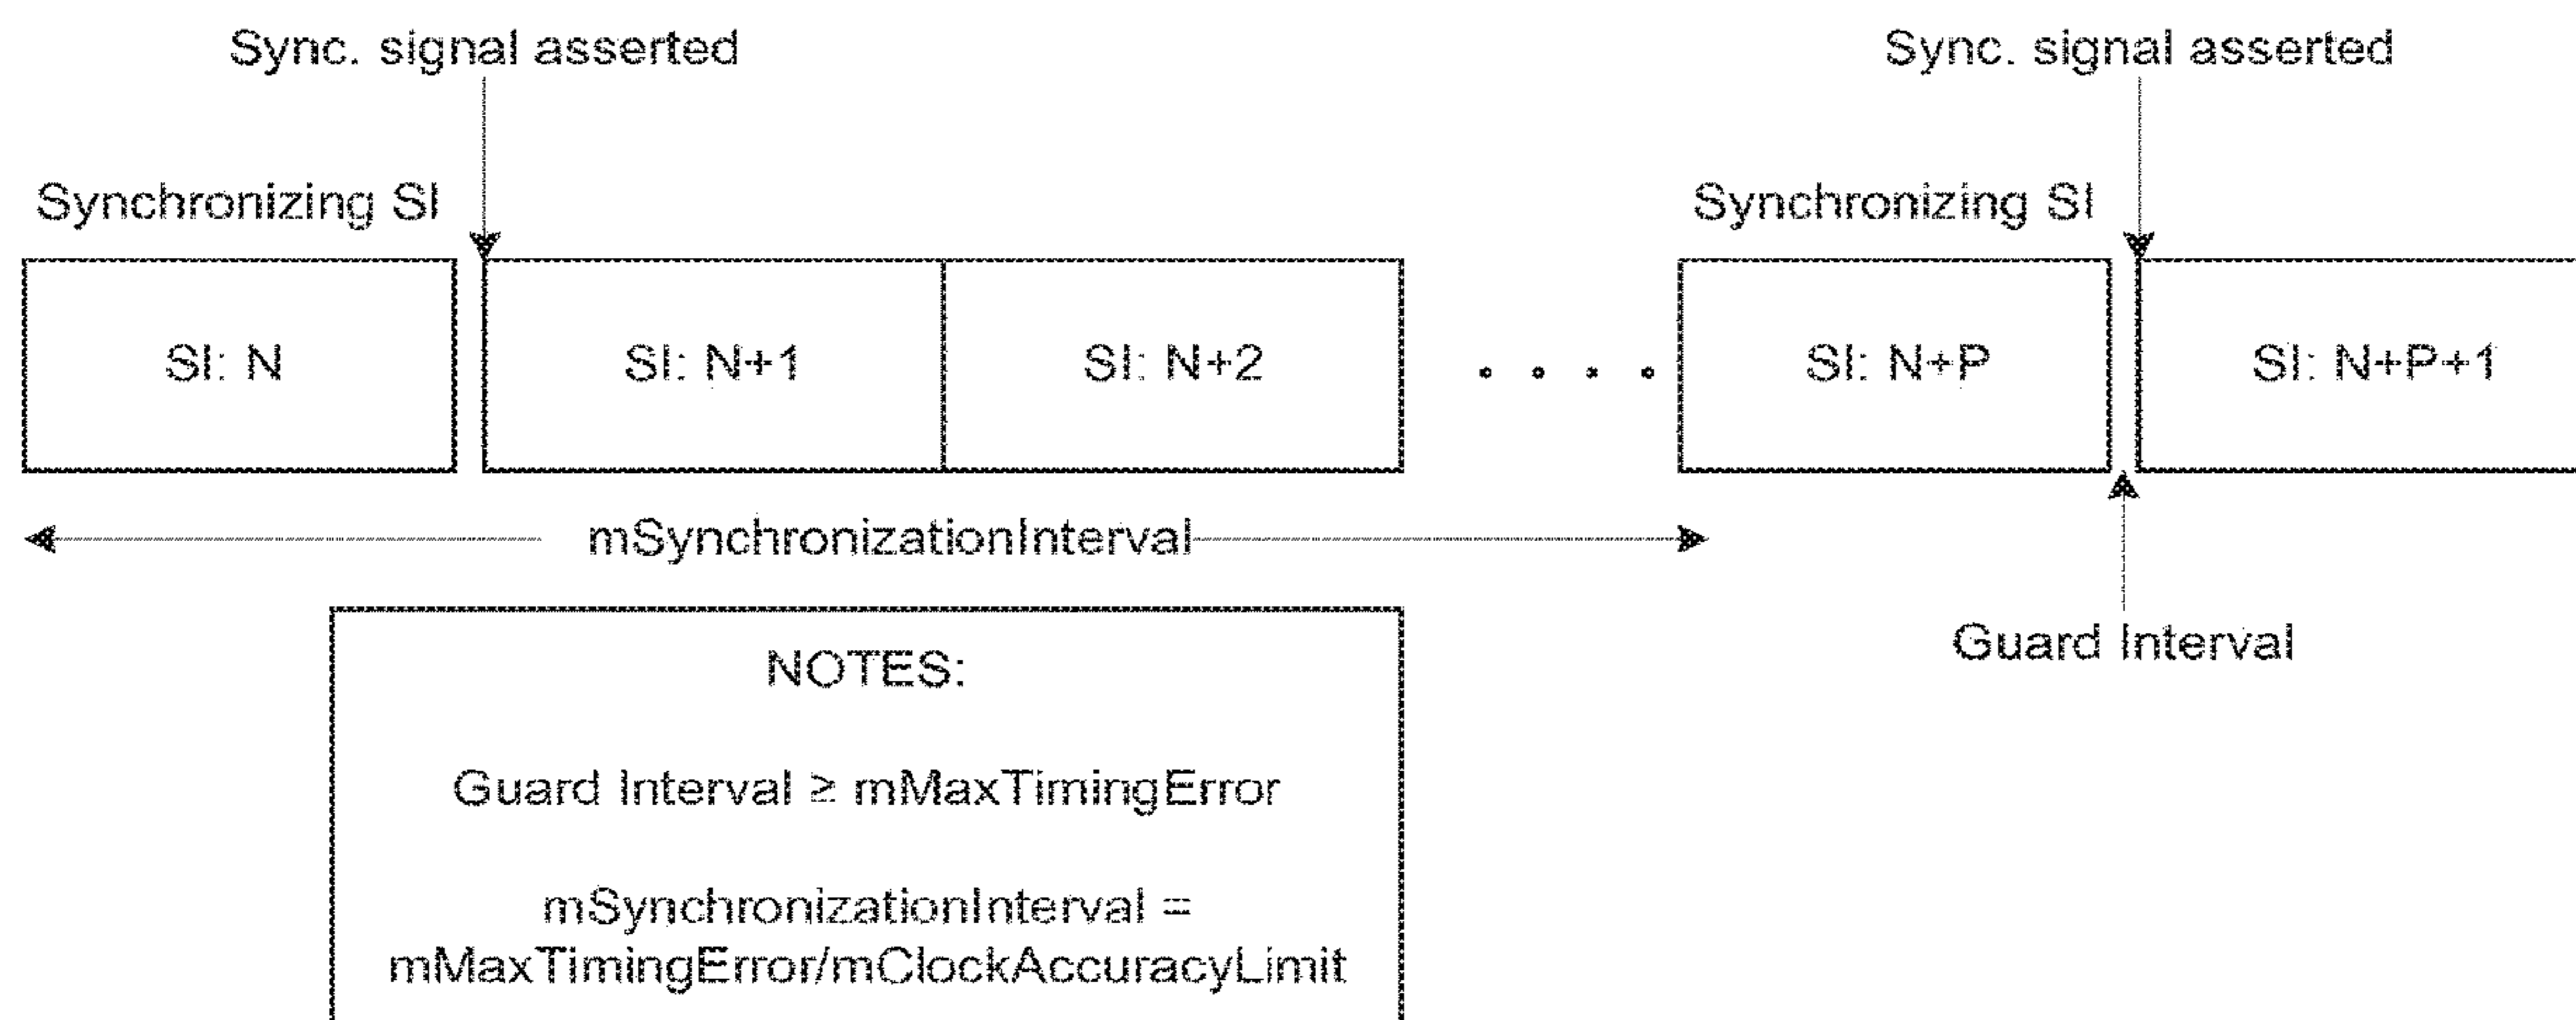 Sync. signal asserted
Sync. signal asserted
Synchronizing SI
Synchronizing SI
SI: N
SI: N+1
SI: N+2
SI: N+P
SI: N+P+1
mSynchronizationInterval
Guard Interval
NOTES:
Guard Interval ≥ mMaxTimingError
mSynchronizationInterval =
mMaxTimingError/mClockAccuracyLimit